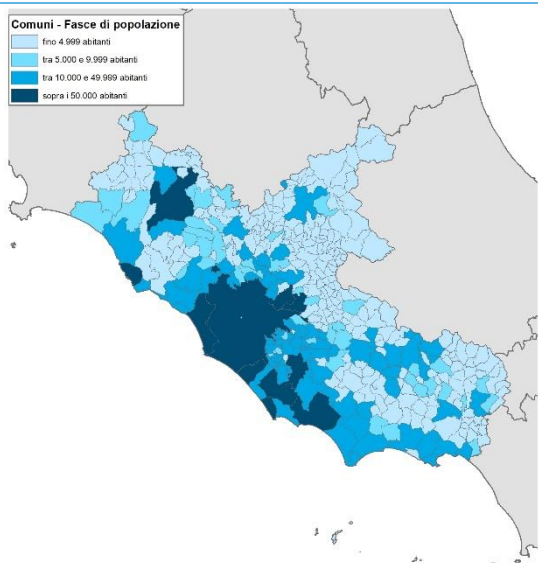 Comuni - Fasce di popolazione
fino 4.999 abitanti
tra 5.000 e 9.999 abitanti
tra 10.000 e 49.999 abitanti
sopra i 50.000 abitanti